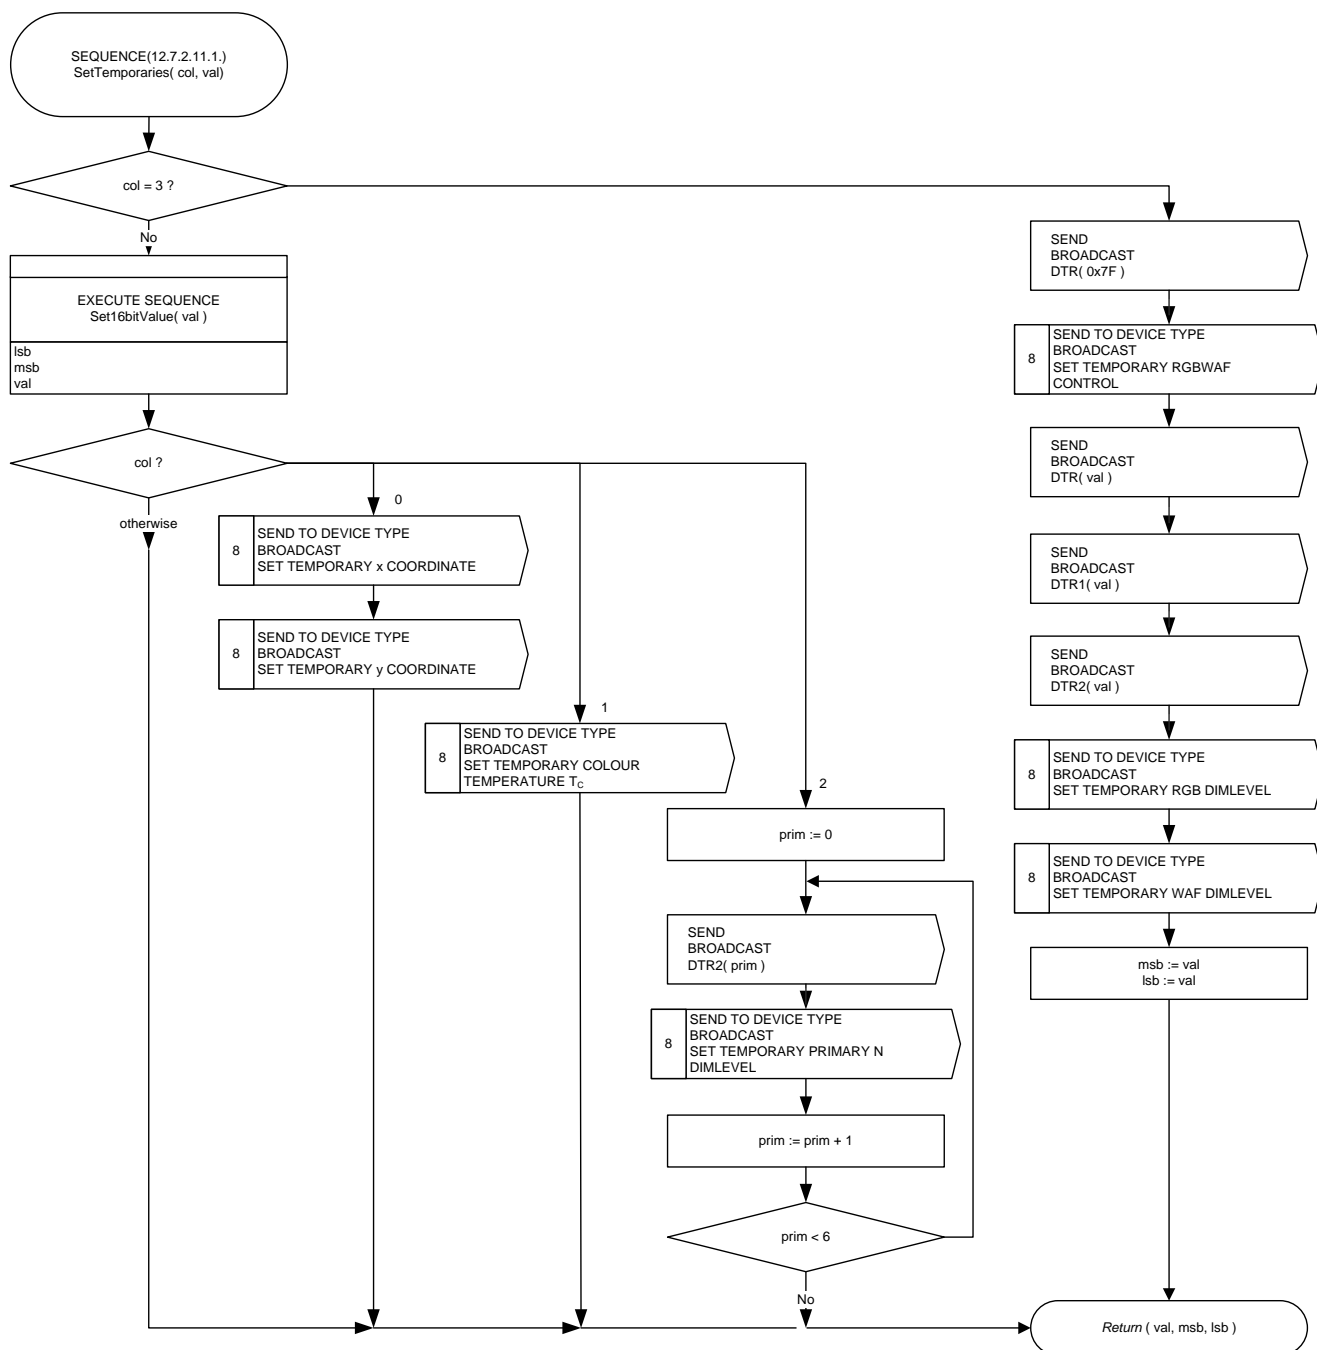 SEQUENCE(12.7.2.11.1.)
SetTemporaries( col, val)
col = 3 ?
No
EXECUTE SEQUENCE
Set16bitValue( val )
lsb
msb
val
col ?
otherwise
0
8
SEND TO DEVICE TYPE
BROADCAST
SET TEMPORARY x COORDINATE
8
SEND TO DEVICE TYPE
BROADCAST
SET TEMPORARY y COORDINATE
1
8
SEND TO DEVICE TYPE
BROADCAST
SET TEMPORARY COLOUR
TEMPERATURE TC
2
prim := 0
SEND
BROADCAST
DTR2( prim )
8
SEND TO DEVICE TYPE
BROADCAST
SET TEMPORARY PRIMARY N
DIMLEVEL
prim := prim + 1
prim < 6
No
SEND
BROADCAST
DTR( 0x7F )
8
SEND TO DEVICE TYPE
BROADCAST
SET TEMPORARY RGBWAF
CONTROL
SEND
BROADCAST
DTR( val )
SEND
BROADCAST
DTR1( val )
SEND
BROADCAST
DTR2( val )
8
SEND TO DEVICE TYPE
BROADCAST
SET TEMPORARY RGB DIMLEVEL
8
SEND TO DEVICE TYPE
BROADCAST
SET TEMPORARY WAF DIMLEVEL
msb := val
lsb := val
Return ( val, msb, lsb )